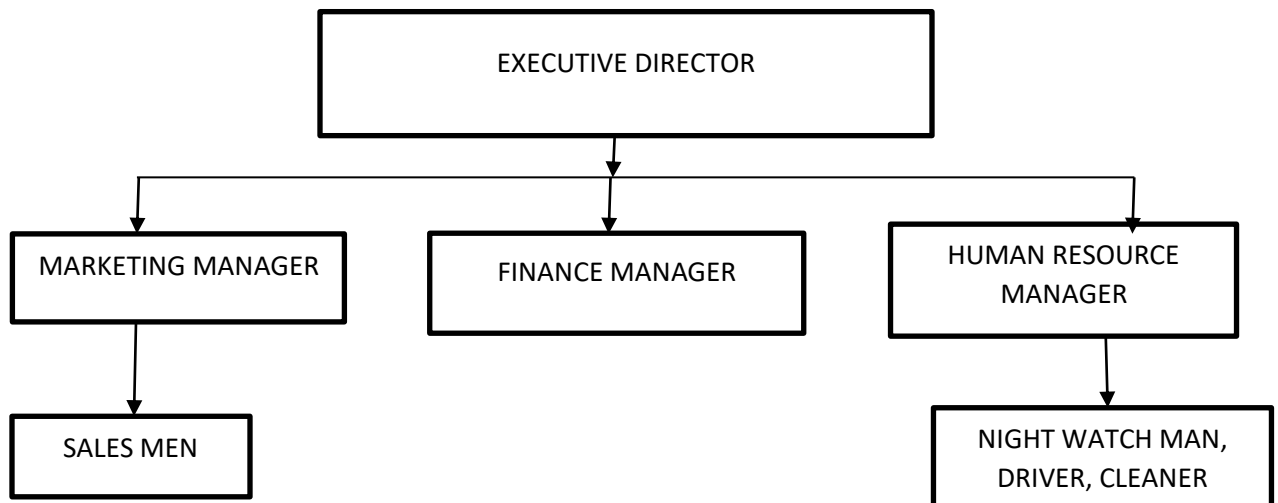 EXECUTIVE DIRECTOR
MARKETING MANAGER
FINANCE MANAGER
HUMAN RESOURCE
MANAGER
SALES MEN
NIGHT WATCH MAN,
DRIVER, CLEANER